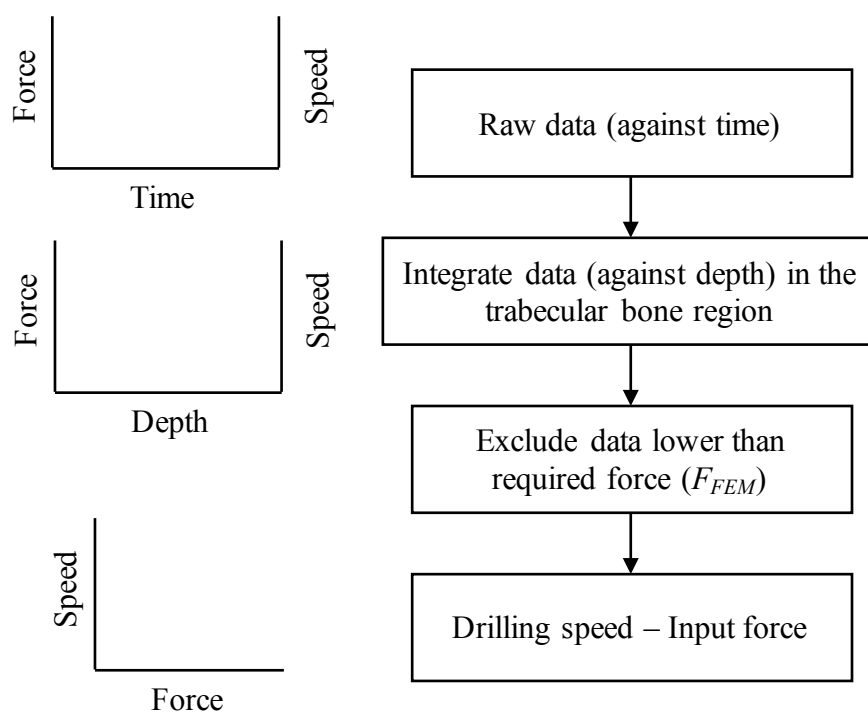 Force
Speed
Time
Raw data (against time)
Force
Speed
Depth
Integrate data (against depth) in the
trabecular bone region
Exclude data lower than
required force (F_FEM)
Speed
Force
Drilling speed – Input force